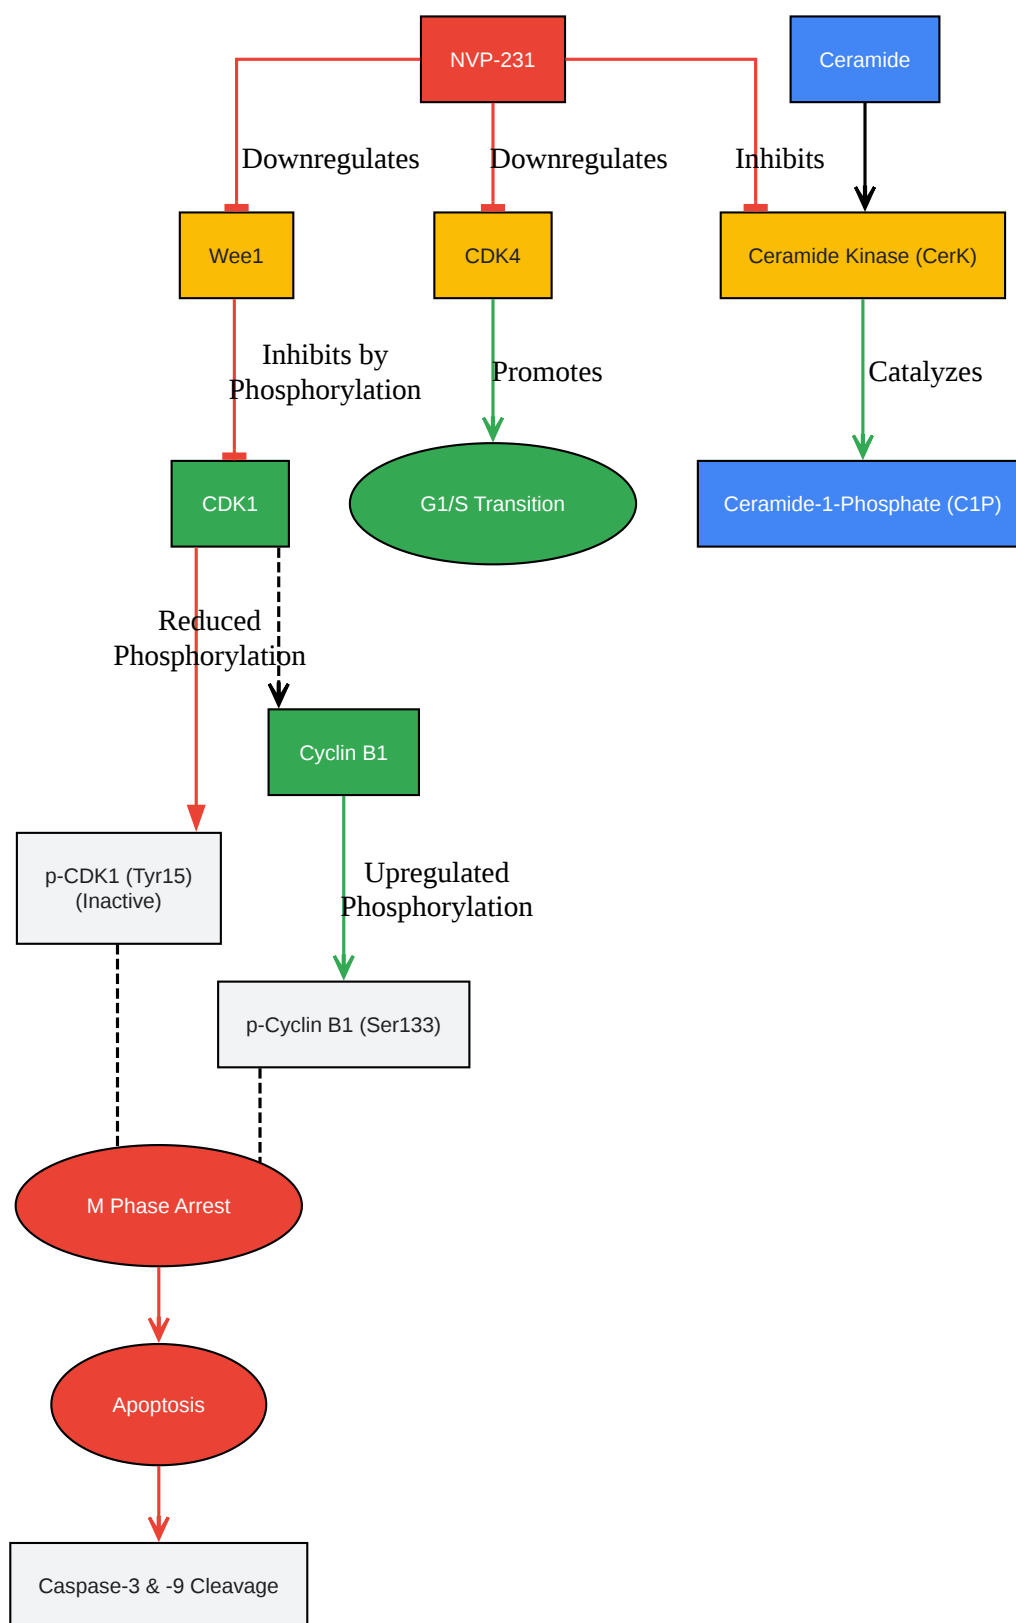 NVP-231
Ceramide
Downregulates
Downregulates
Inhibits
Wee1
CDK4
Ceramide Kinase (CerK)
Inhibits by
Phosphorylation
Promotes
Catalyzes
CDK1
G1/S Transition
Ceramide-1-Phosphate (C1P)
Reduced
Phosphorylation
Cyclin B1
p-CDK1 (Tyr15)
(Inactive)
Upregulated
Phosphorylation
p-Cyclin B1 (Ser133)
M Phase Arrest
Apoptosis
Caspase-3 & -9 Cleavage